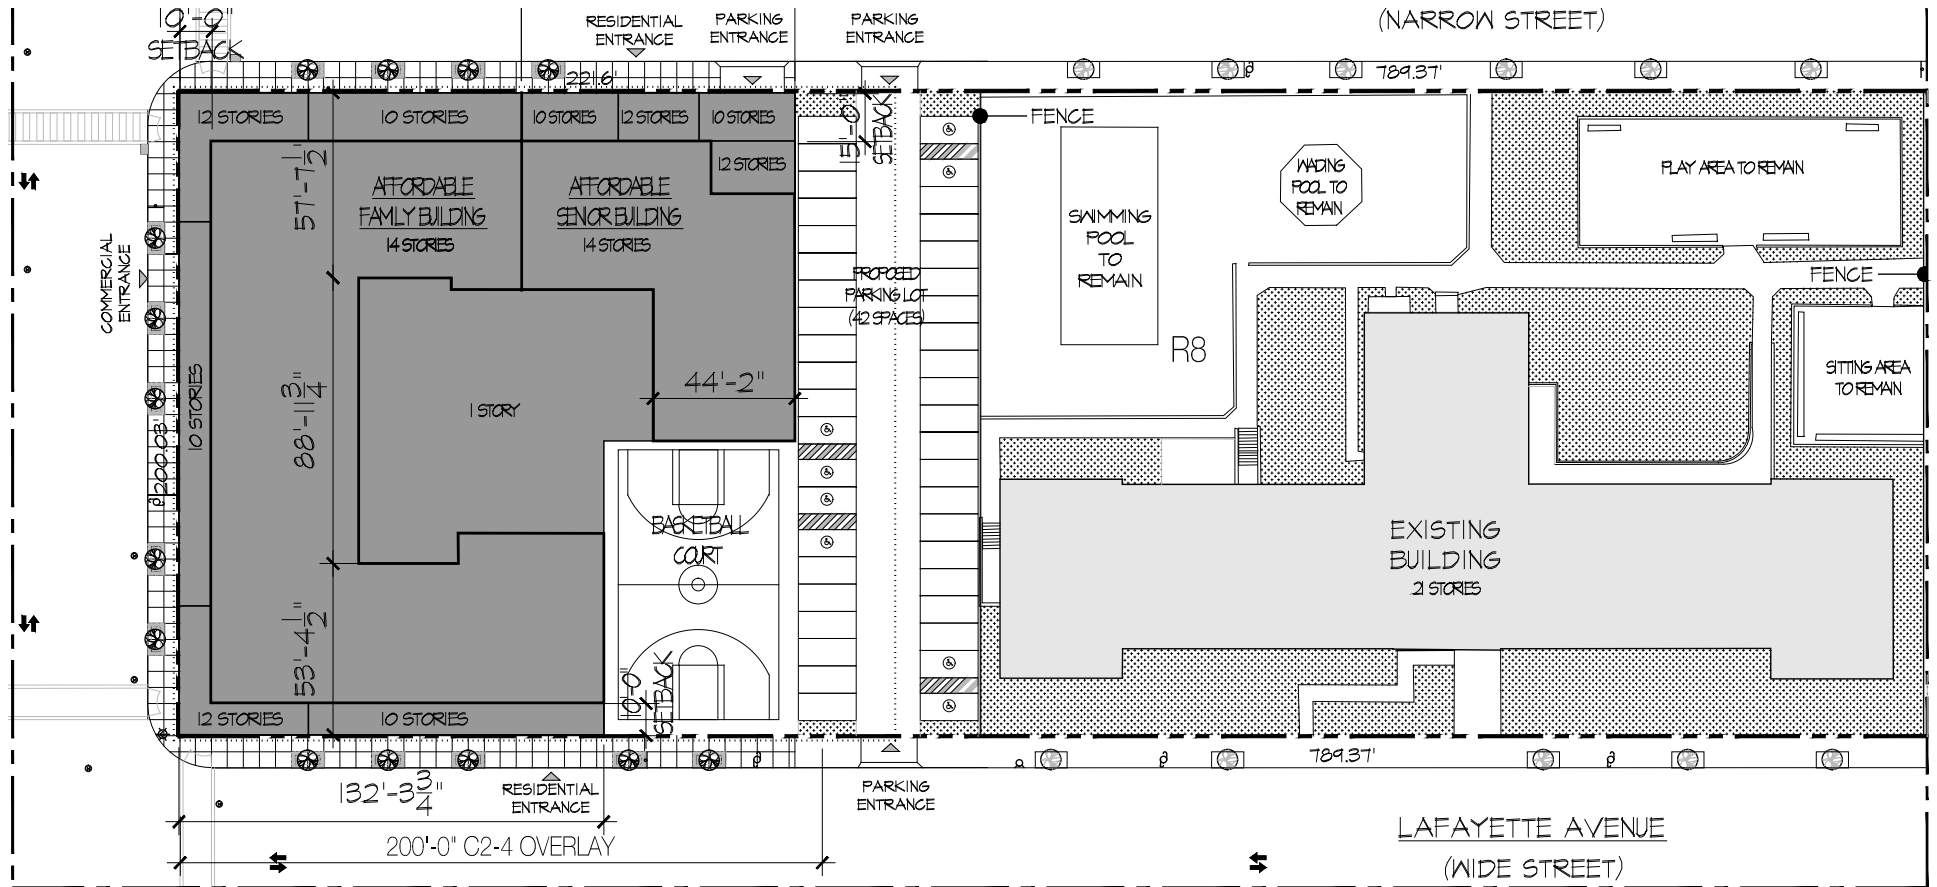 10'-0"
SETBACK
RESIDENTIAL
ENTRANCE
PARKING
ENTRANCE
PARKING
ENTRANCE
(NARROW STREET)
221.6'
789.37'
12 STORIES
10 STORIES
10 STORIES
12 STORIES
10 STORIES
15'-0"
SETBACK
FENCE
12 STORIES
57'-7 1/2"
AFFORDABLE
FAMILY BUILDING
14 STORIES
AFFORDABLE
SENIOR BUILDING
14 STORIES
WADING
POOL TO
REMAIN
PLAY AREA TO REMAIN
SWIMMING
POOL
TO
REMAIN
COMMERCIAL
ENTRANCE
PROPOSED
PARKING LOT
(42 SPACES)
FENCE
R8
10 STORIES
88'-11 3/4"
1 STORY
44'-2"
SITTING AREA
TO REMAIN
200.03'
BASKETBALL
COURT
EXISTING
BUILDING
21 STORIES
53'-4 1/2"
10'-0"
SETBACK
12 STORIES
10 STORIES
789.37'
132'-3 3/4"
RESIDENTIAL
ENTRANCE
PARKING
ENTRANCE
200'-0" C2-4 OVERLAY
LAFAYETTE AVENUE
(WIDE STREET)